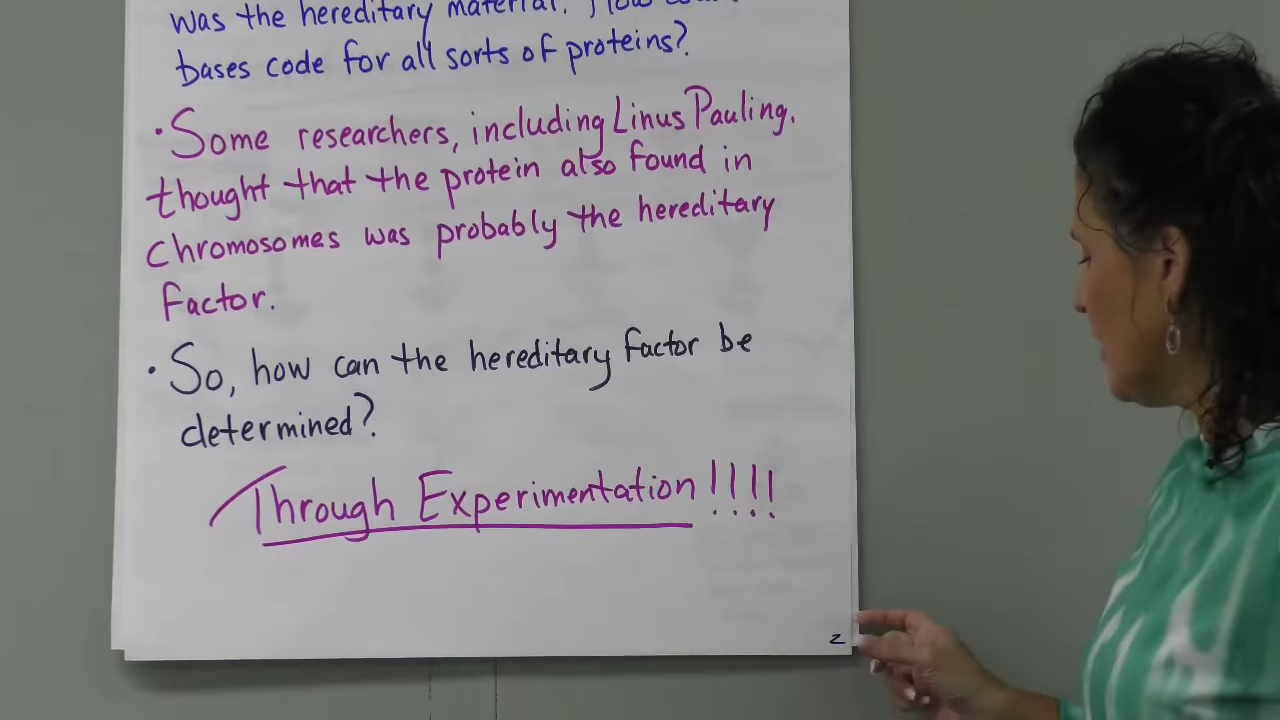 was the hereditary material. How
bases code for all sorts of proteins?
• Some researchers, including Linus Pauling,
thought that the protein also found in
chromosomes was probably the hereditary
factor.
• So, how can the hereditary factor be
determined?
Through Experimentation!!!!
2